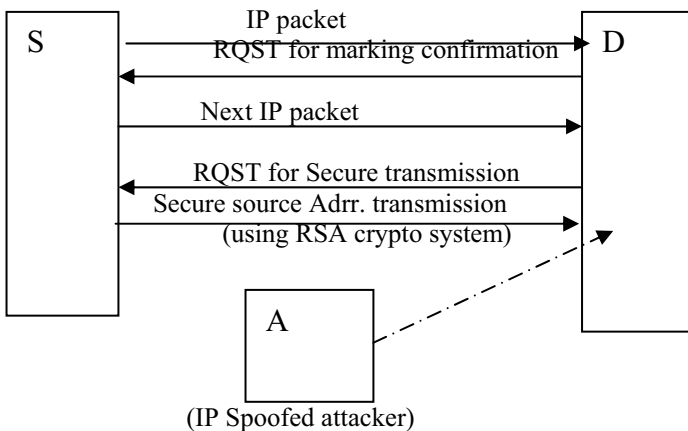 IP packet
S
D
RQST for marking confirmation
Next IP packet
RQST for Secure transmission
Secure source Adrr. transmission
(using RSA crypto system)
A
(IP Spoofed attacker)